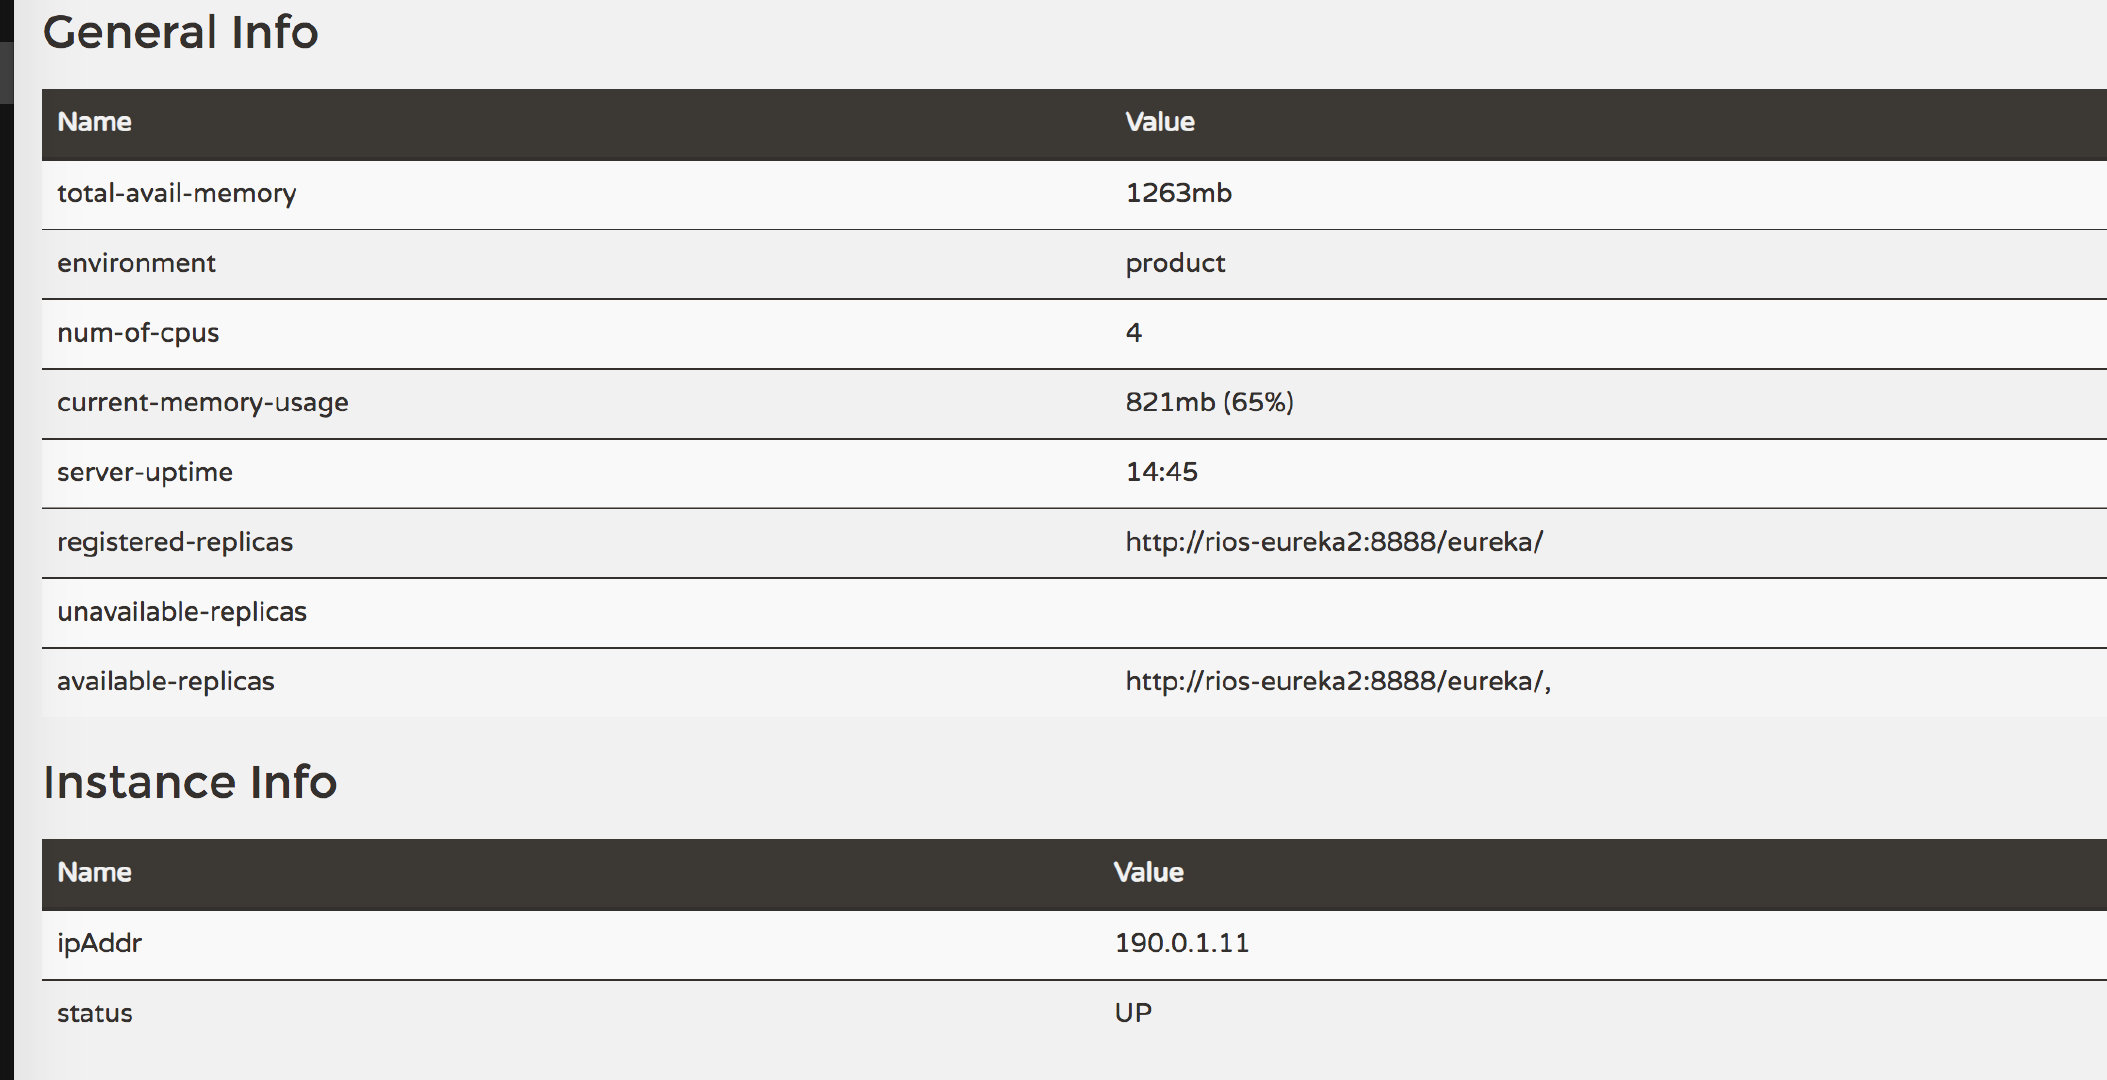 General Info
Name Value
total-avail-memory 1263mb
environment product
num-of-cpus 4
current-memory-usage 821mb (65%)
server-uptime 14:45
registered-replicas http://rios-eureka2:8888/eureka/
unavailable-replicas
available-replicas http://rios-eureka2:8888/eureka/,
Instance Info
Name Value
ipAddr 190.0.1.11
status UP